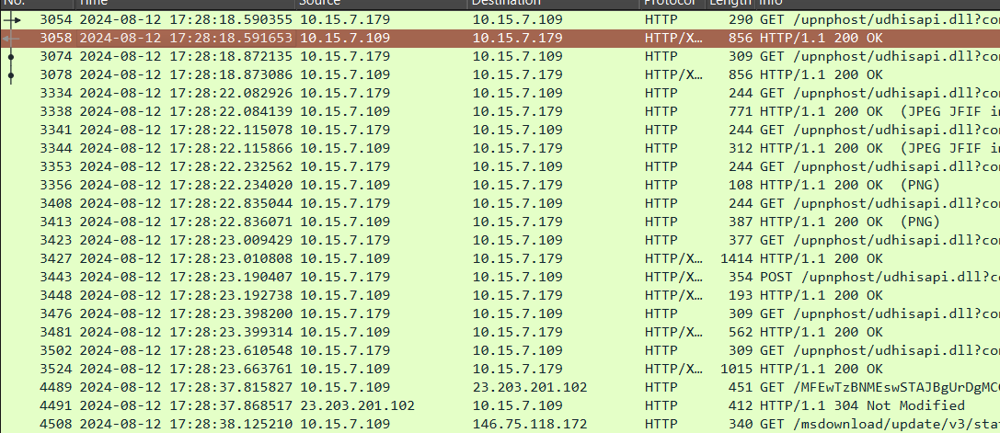 No. Time Source Destination Protocol Length Info
3054 2024-08-12 17:28:18.590355 10.15.7.179 10.15.7.109 HTTP 290 GET /upnphost/udhisapi.dll?co
3058 2024-08-12 17:28:18.591653 10.15.7.109 10.15.7.179 HTTP/X… 856 HTTP/1.1 200 OK
3074 2024-08-12 17:28:18.872135 10.15.7.179 10.15.7.109 HTTP 309 GET /upnphost/udhisapi.dll?co
3078 2024-08-12 17:28:18.873086 10.15.7.109 10.15.7.179 HTTP/X… 856 HTTP/1.1 200 OK
3334 2024-08-12 17:28:22.082926 10.15.7.179 10.15.7.109 HTTP 244 GET /upnphost/udhisapi.dll?co
3338 2024-08-12 17:28:22.084139 10.15.7.109 10.15.7.179 HTTP 771 HTTP/1.1 200 OK (JPEG JFIF i
3341 2024-08-12 17:28:22.115078 10.15.7.179 10.15.7.109 HTTP 244 GET /upnphost/udhisapi.dll?co
3344 2024-08-12 17:28:22.115866 10.15.7.109 10.15.7.179 HTTP 312 HTTP/1.1 200 OK (JPEG JFIF i
3353 2024-08-12 17:28:22.232562 10.15.7.179 10.15.7.109 HTTP 244 GET /upnphost/udhisapi.dll?co
3356 2024-08-12 17:28:22.234020 10.15.7.109 10.15.7.179 HTTP 108 HTTP/1.1 200 OK (PNG)
3408 2024-08-12 17:28:22.835044 10.15.7.179 10.15.7.109 HTTP 244 GET /upnphost/udhisapi.dll?co
3413 2024-08-12 17:28:22.836071 10.15.7.109 10.15.7.179 HTTP 387 HTTP/1.1 200 OK (PNG)
3423 2024-08-12 17:28:23.009429 10.15.7.179 10.15.7.109 HTTP 377 GET /upnphost/udhisapi.dll?co
3427 2024-08-12 17:28:23.010808 10.15.7.109 10.15.7.179 HTTP/X… 1414 HTTP/1.1 200 OK
3443 2024-08-12 17:28:23.190407 10.15.7.179 10.15.7.109 HTTP/X… 354 POST /upnphost/udhisapi.dll?c
3448 2024-08-12 17:28:23.192738 10.15.7.109 10.15.7.179 HTTP/X… 193 HTTP/1.1 200 OK
3476 2024-08-12 17:28:23.398200 10.15.7.179 10.15.7.109 HTTP 309 GET /upnphost/udhisapi.dll?co
3481 2024-08-12 17:28:23.399314 10.15.7.109 10.15.7.179 HTTP/X… 562 HTTP/1.1 200 OK
3502 2024-08-12 17:28:23.610548 10.15.7.179 10.15.7.109 HTTP 309 GET /upnphost/udhisapi.dll?co
3524 2024-08-12 17:28:23.663761 10.15.7.109 10.15.7.179 HTTP/X… 1015 HTTP/1.1 200 OK
4489 2024-08-12 17:28:37.815827 10.15.7.109 23.203.201.102 HTTP 451 GET /MFEwTzBNMEswSTAJBgUrDgMC
4491 2024-08-12 17:28:37.868517 23.203.201.102 10.15.7.109 HTTP 412 HTTP/1.1 304 Not Modified
4508 2024-08-12 17:28:38.125210 10.15.7.109 146.75.118.172 HTTP 340 GET /msdownload/update/v3/sta